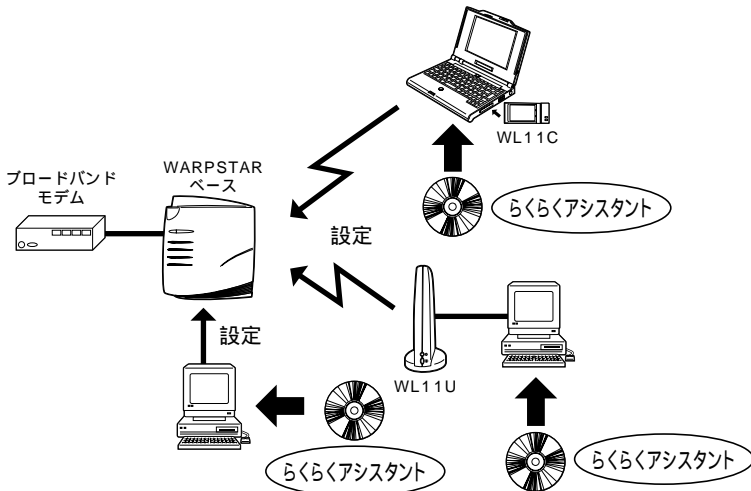 WL11C
らくらくアシスタント
WARPSTAR
ベース
ブロードバンド
モデム
設定
設定
WL11U
らくらくアシスタント
らくらくアシスタント